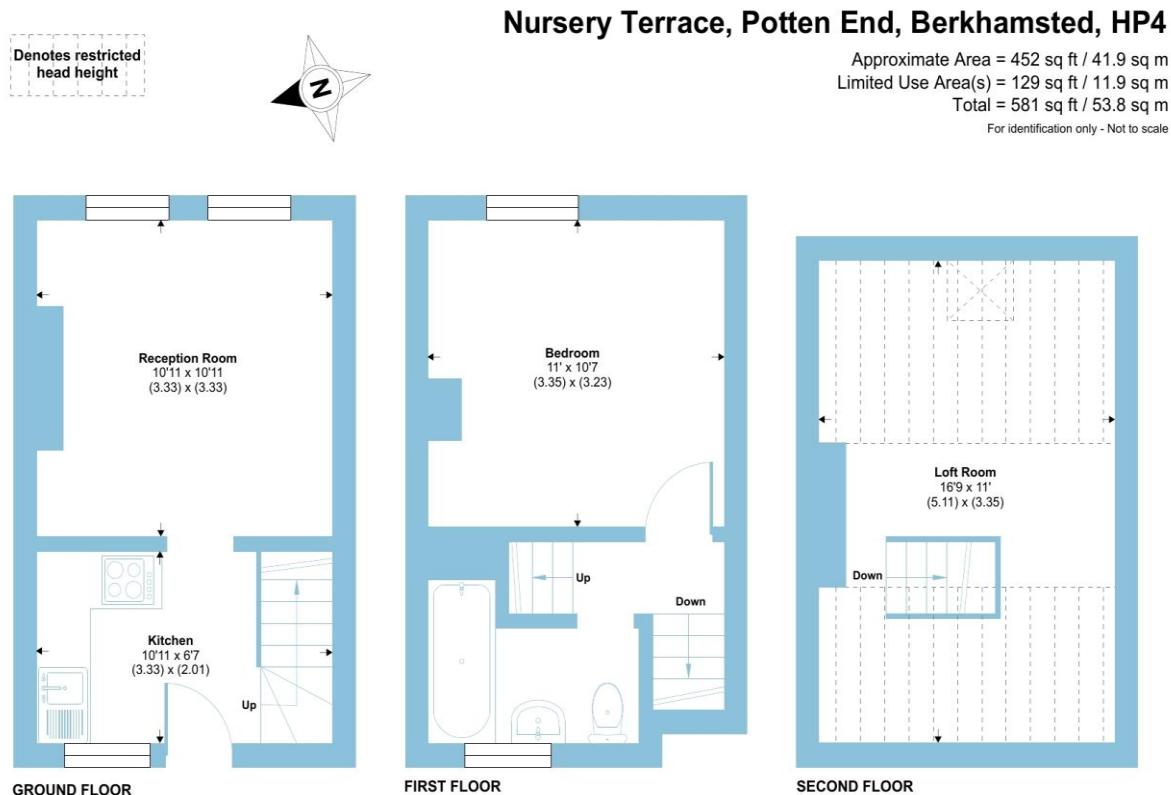 Nursery Terrace, Potten End, Berkhamsted, HP4
Denotes restricted
head height
N
Approximate Area = 452 sq ft / 41.9 sq m
Limited Use Area(s) = 129 sq ft / 11.9 sq m
Total = 581 sq ft / 53.8 sq m
For identification only - Not to scale
Reception Room
10'11 x 10'11
(3.33) x (3.33)
Kitchen
10'11 x 6'7
(3.33) x (2.01)
Up
GROUND FLOOR
Bedroom
11' x 10'7
(3.35) x (3.23)
Up
Down
FIRST FLOOR
Loft Room
16'9 x 11'
(5.11) x (3.35)
Down
SECOND FLOOR